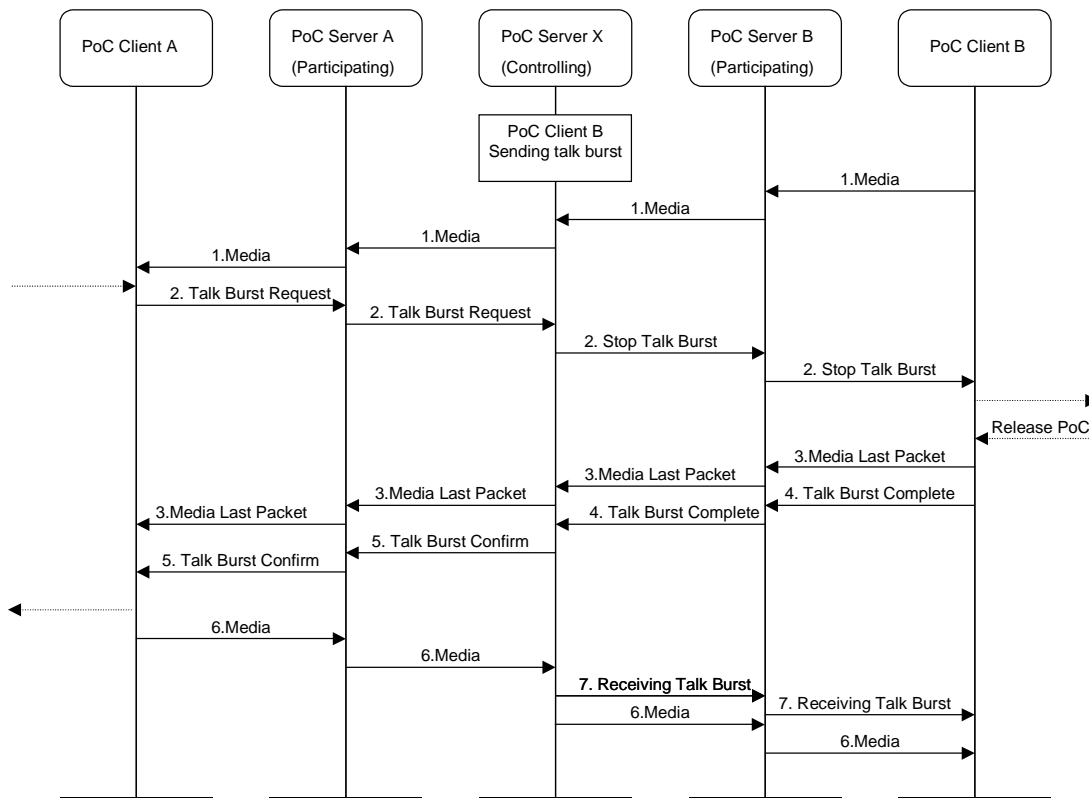 PoC Client A
PoC Server A
(Participating)
PoC Server X
(Controlling)
PoC Server B
(Participating)
PoC Client B
PoC Client B
Sending talk burst
1.Media
1.Media
1.Media
1.Media
2. Talk Burst Request
2. Talk Burst Request
2. Stop Talk Burst
2. Stop Talk Burst
Release PoC
3.Media Last Packet
3.Media Last Packet
3.Media Last Packet
3.Media Last Packet
4. Talk Burst Complete
4. Talk Burst Complete
5. Talk Burst Confirm
5. Talk Burst Confirm
6.Media
6.Media
7. Receiving Talk Burst
7. Receiving Talk Burst
6.Media
6.Media